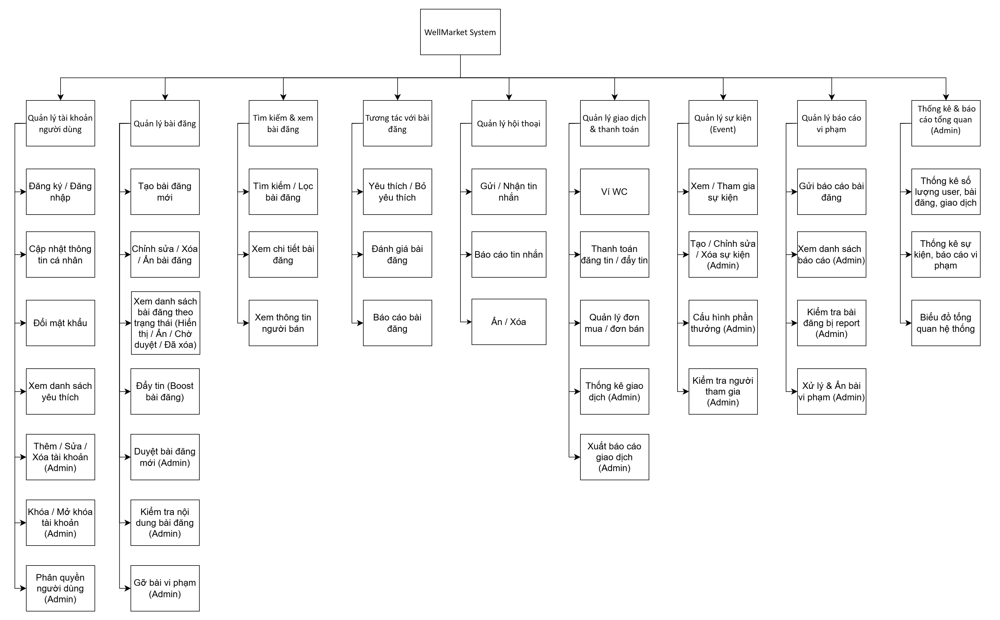 WellMarket System
Quản lý tài khoản
người dùng
Đăng ký / Đăng
nhập
Cập nhật thông
tin cá nhân
Đổi mật khẩu
Xem danh sách
yêu thích
Thêm / Sửa /
Xóa tài khoản
(Admin)
Khóa / Mở khóa
tài khoản
(Admin)
Phân quyền
người dùng
(Admin)
Quản lý bài đăng
Tạo bài đăng
mới
Chỉnh sửa / Xóa
/ Ẩn bài đăng
Xem danh sách
bài đăng theo
trạng thái (Hiển
thị / Ẩn / Chờ
duyệt / Đã xóa)
Đẩy tin (Boost
bài đăng)
Duyệt bài đăng
mới (Admin)
Kiểm tra nội
dung bài đăng
(Admin)
Gỡ bài vi phạm
(Admin)
Tìm kiếm & xem
bài đăng
Tìm kiếm / Lọc
bài đăng
Xem chi tiết bài
đăng
Xem thông tin
người bán
Tương tác với bài
đăng
Yêu thích / Bỏ
yêu thích
Đánh giá bài
đăng
Báo cáo bài
đăng
Quản lý hội thoại
Gửi / Nhận tin
nhắn
Báo cáo tin nhắn
Ẩn / Xóa
Quản lý giao dịch
& thanh toán
Ví WC
Thanh toán
đăng tin / đẩy tin
Quản lý đơn
mua / đơn bán
Thống kê giao
dịch (Admin)
Xuất báo cáo
giao dịch
(Admin)
Quản lý sự kiện
(Event)
Xem / Tham gia
sự kiện
Tạo / Chỉnh sửa
/ Xóa sự kiện
(Admin)
Cấu hình phần
thưởng (Admin)
Kiểm tra người
tham gia
(Admin)
Quản lý báo cáo
vi phạm
Gửi báo cáo bài
đăng
Xem danh sách
báo cáo (Admin)
Kiểm tra bài
đăng bị report
(Admin)
Xử lý & Ẩn bài
vi phạm (Admin)
Thống kê & báo
cáo tổng quan
(Admin)
Thống kê số
lượng user, bài
đăng, giao dịch
Thống kê sự
kiện, báo cáo vi
phạm
Biểu đồ tổng
quan hệ thống